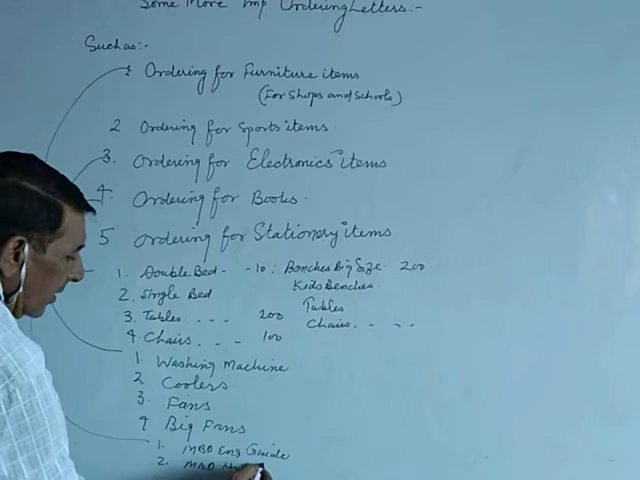 Some More Imp Ordering Letters:-
Such as:-
1 Ordering for Furniture items
(For Shops and Schools)
2 Ordering for Sports items
3. Ordering for Electronics items
4. Ordering for Books.
5 Ordering for Stationery items
1. Double Bed - - 10 : Benches Big Size 200
2. Single Bed Kids Benches
3. Tables - - - 200 Tables
4 Chairs . - - 100 Chairs. - - -
1. Washing Machine
2 Coolers
3. Fans
4 Big Fans
1. MBD Eng Guide
2. MBD